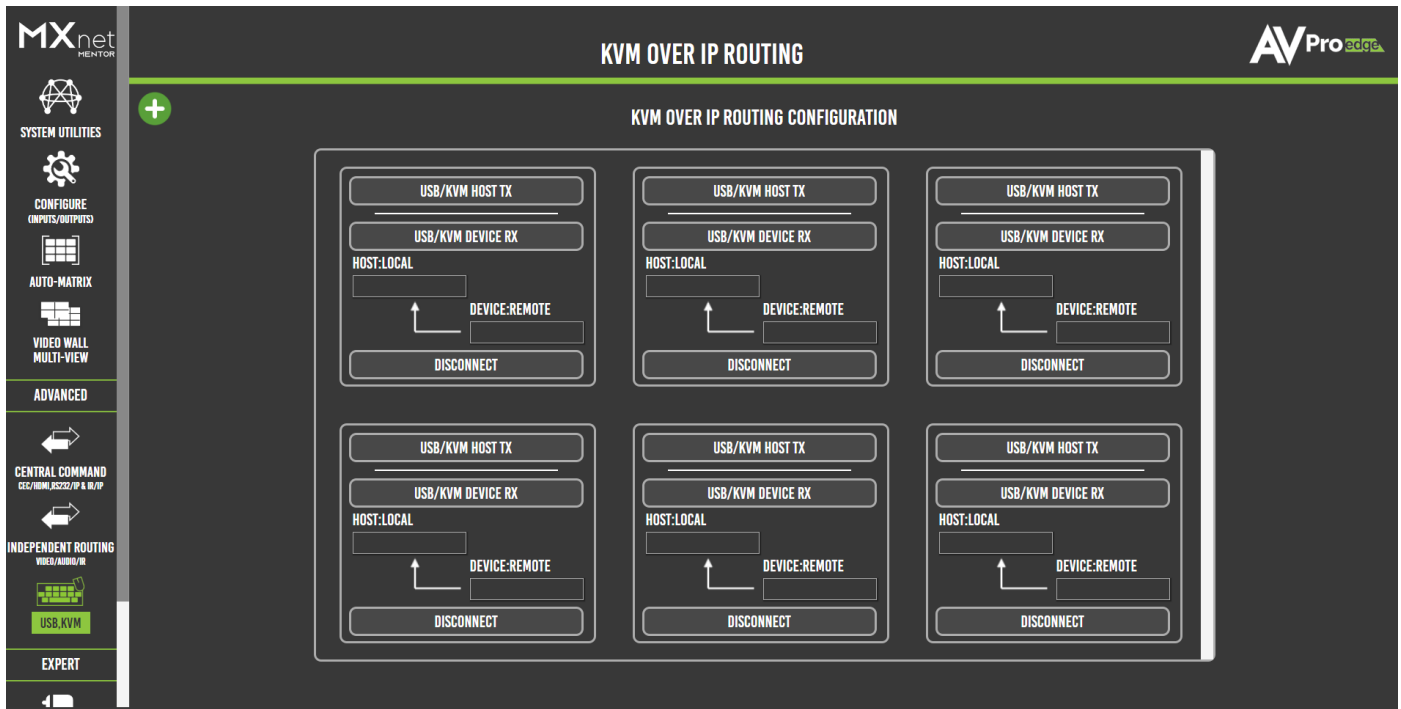 MXnet
MENTOR
KVM OVER IP ROUTING
AVPro edge
SYSTEM UTILITIES
CONFIGURE
(INPUTS/OUTPUTS)
AUTO-MATRIX
VIDEO WALL
MULTI-VIEW
ADVANCED
CENTRAL COMMAND
CEC/HDMI,RS232/IP & IR/IP
INDEPENDENT ROUTING
VIDEO/AUDIO/IR
USB,KVM
EXPERT
KVM OVER IP ROUTING CONFIGURATION
USB/KVM HOST TX
USB/KVM DEVICE RX
HOST:LOCAL
DEVICE:REMOTE
DISCONNECT
USB/KVM HOST TX
USB/KVM DEVICE RX
HOST:LOCAL
DEVICE:REMOTE
DISCONNECT
USB/KVM HOST TX
USB/KVM DEVICE RX
HOST:LOCAL
DEVICE:REMOTE
DISCONNECT
USB/KVM HOST TX
USB/KVM DEVICE RX
HOST:LOCAL
DEVICE:REMOTE
DISCONNECT
USB/KVM HOST TX
USB/KVM DEVICE RX
HOST:LOCAL
DEVICE:REMOTE
DISCONNECT
USB/KVM HOST TX
USB/KVM DEVICE RX
HOST:LOCAL
DEVICE:REMOTE
DISCONNECT